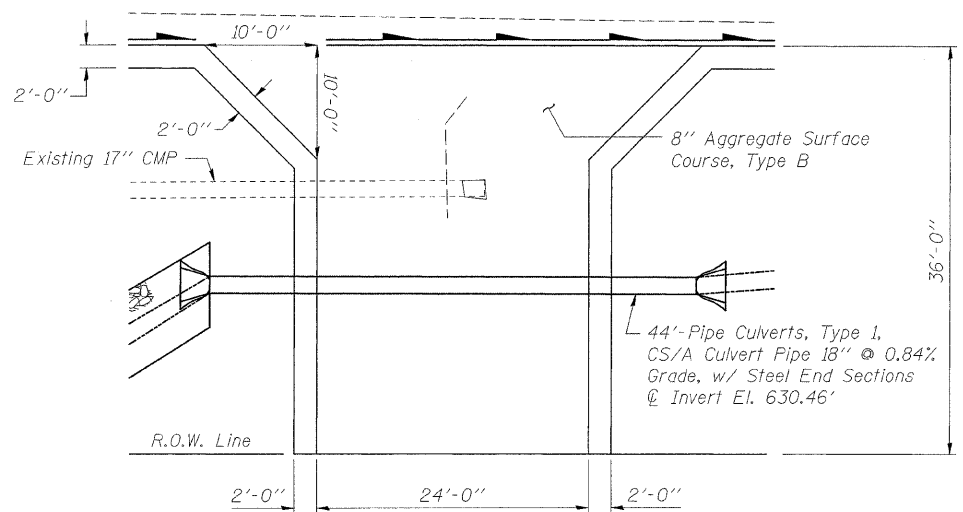 10'-0"
2'-0"
10'-0"
2'-0"
8" Aggregate Surface
Course, Type B
Existing 17" CMP
36'-0"
44'-Pipe Culverts, Type 1,
CS/A Culvert Pipe 18" @ 0.84%
Grade, w/ Steel End Sections
℄ Invert El. 630.46'
R.O.W. Line
2'-0"
24'-0"
2'-0"